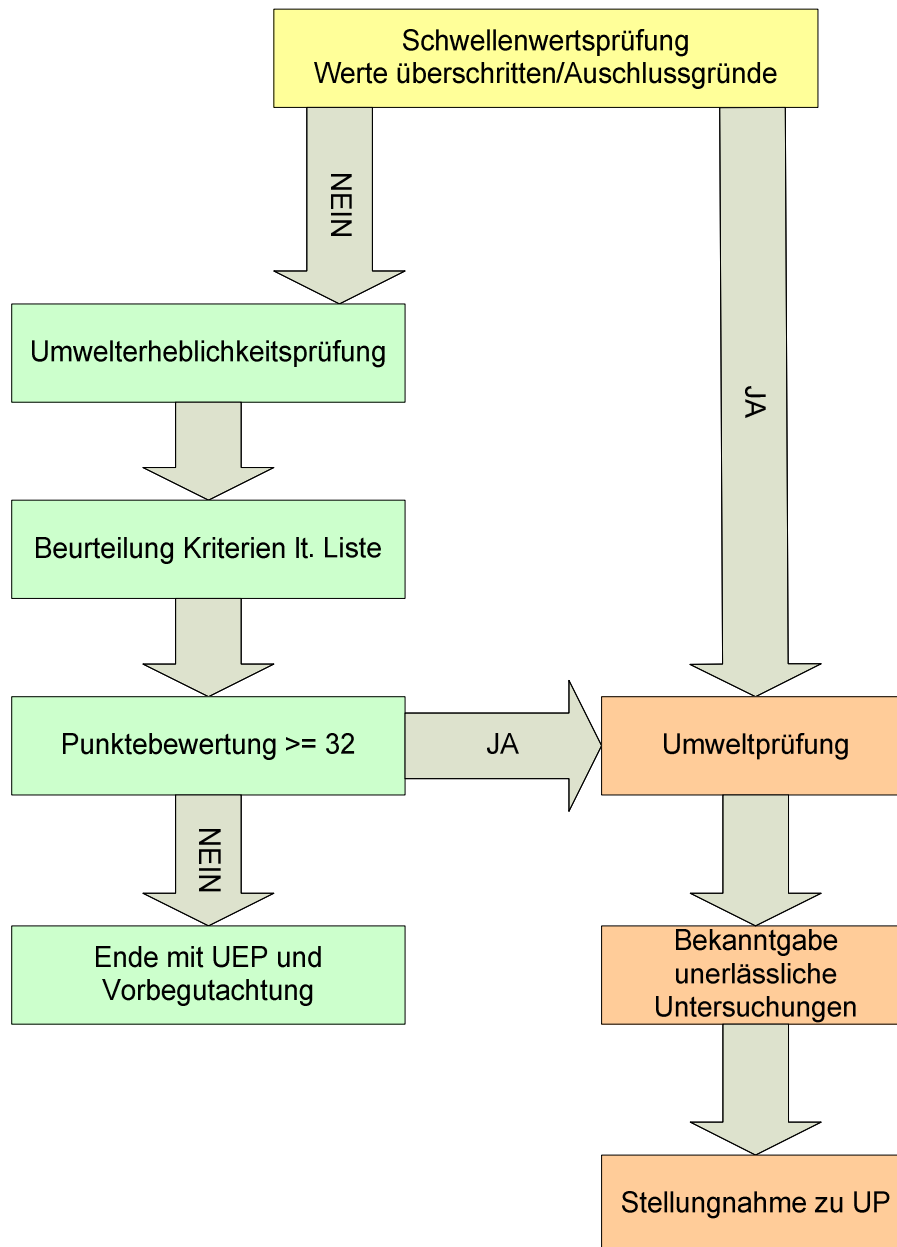 Schwellenwertsprüfung
Werte überschritten/Auschlussgründe
NEIN
JA
Umwelterheblichkeitsprüfung
Beurteilung Kriterien lt. Liste
Punktebewertung >= 32
JA
Umweltprüfung
NEIN
Ende mit UEP und
Vorbegutachtung
Bekanntgabe
unerlässliche
Untersuchungen
Stellungnahme zu UP